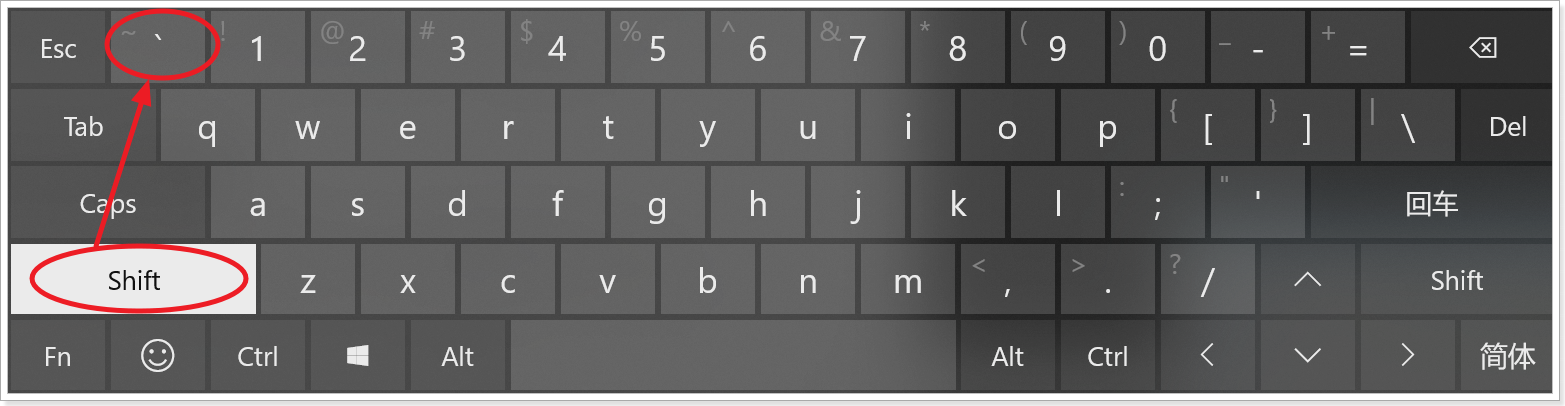 Esc ~ ` ! 1 @ 2 # 3 $ 4 % 5 ^ 6 & 7 * 8 ( 9 ) 0 _ - + =
Tab q w e r t y u i o p { [ } ] | \ Del
Caps a s d f g h j k l : ; " ' 回车
Shift z x c v b n m < , > . ? / Shift
Fn Ctrl Alt Alt Ctrl 简体